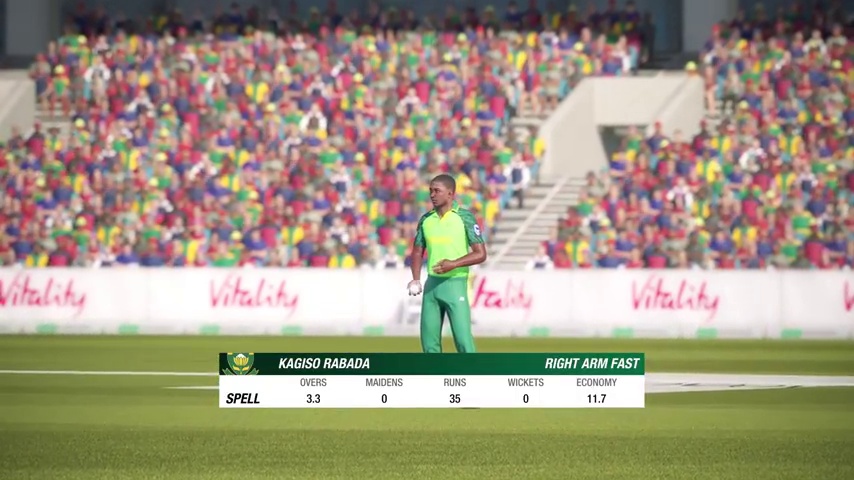 Vitality Vitality Vitality Vitality
KAGISO RABADA RIGHT ARM FAST
OVERS MAIDENS RUNS WICKETS ECONOMY
SPELL 3.3 0 35 0 11.7